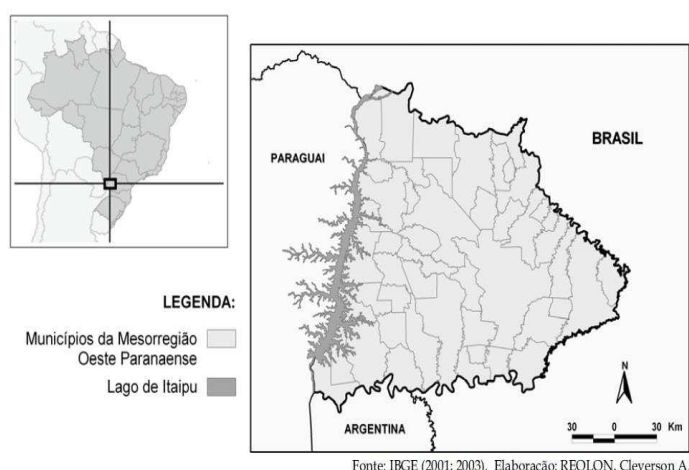 BRASIL
PARAGUAI
LEGENDA:
Municípios da Mesorregião
Oeste Paranaense
Lago de Itaipu
ARGENTINA
N
30 0 30 Km
Fonte: IBGE (2001; 2003). Elaboração: REOLON, Cleverson A.